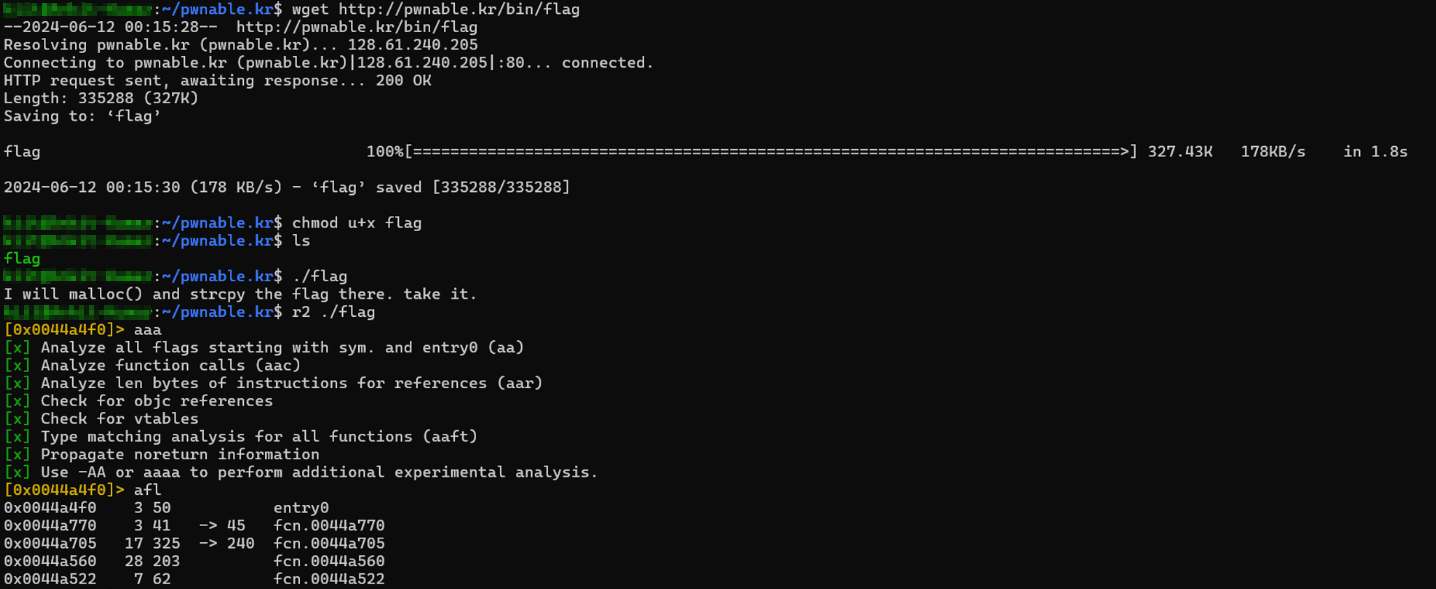 :~/pwnable.kr$ wget http://pwnable.kr/bin/flag
--2024-06-12 00:15:28--  http://pwnable.kr/bin/flag
Resolving pwnable.kr (pwnable.kr)... 128.61.240.205
Connecting to pwnable.kr (pwnable.kr)|128.61.240.205|:80... connected.
HTTP request sent, awaiting response... 200 OK
Length: 335288 (327K)
Saving to: ‘flag’
flag                                    100%[============================================================================>] 327.43K   178KB/s    in 1.8s
2024-06-12 00:15:30 (178 KB/s) - ‘flag’ saved [335288/335288]
:~/pwnable.kr$ chmod u+x flag
:~/pwnable.kr$ ls
flag
:~/pwnable.kr$ ./flag
I will malloc() and strcpy the flag there. take it.
:~/pwnable.kr$ r2 ./flag
[0x0044a4f0]> aaa
[x] Analyze all flags starting with sym. and entry0 (aa)
[x] Analyze function calls (aac)
[x] Analyze len bytes of instructions for references (aar)
[x] Check for objc references
[x] Check for vtables
[x] Type matching analysis for all functions (aaft)
[x] Propagate noreturn information
[x] Use -AA or aaaa to perform additional experimental analysis.
[0x0044a4f0]> afl
0x0044a4f0    3 50           entry0
0x0044a770    3 41   -> 45   fcn.0044a770
0x0044a705   17 325  -> 240  fcn.0044a705
0x0044a560   28 203          fcn.0044a560
0x0044a522    7 62           fcn.0044a522